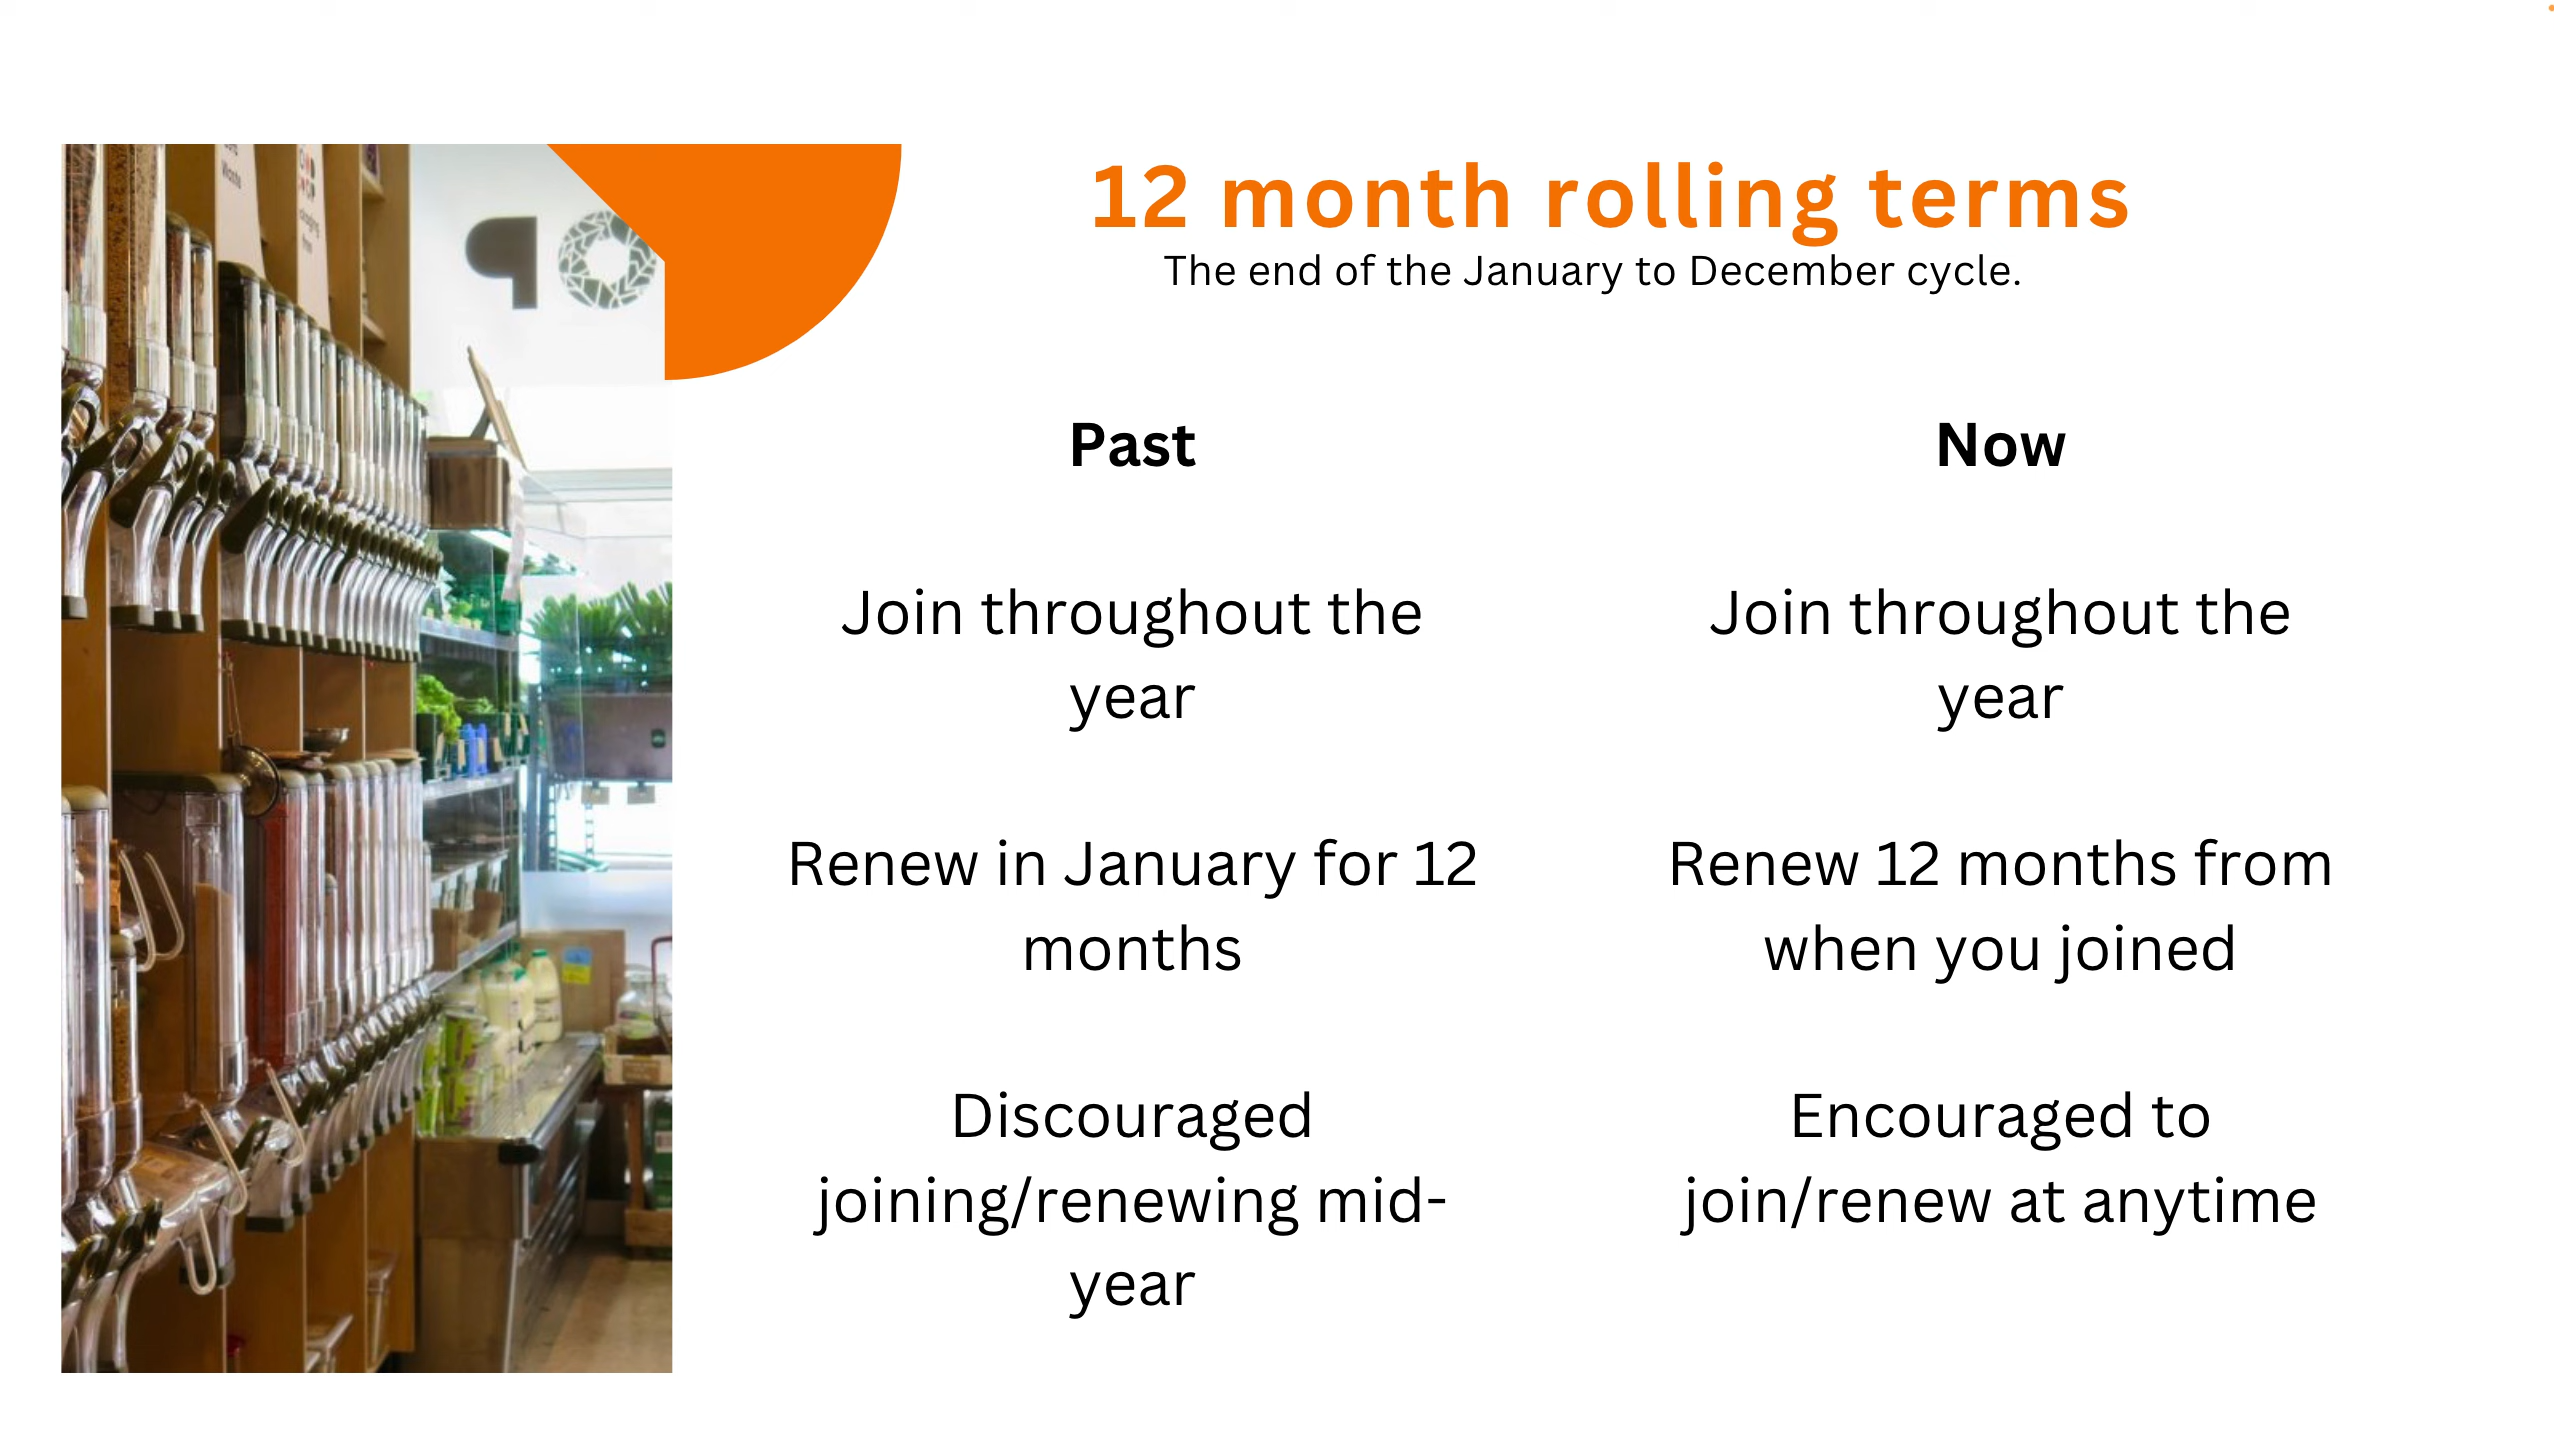 12 month rolling terms
The end of the January to December cycle.
Past
Join throughout the
year
Renew in January for 12
months
Discouraged
joining/renewing mid-
year
Now
Join throughout the
year
Renew 12 months from
when you joined
Encouraged to
join/renew at anytime